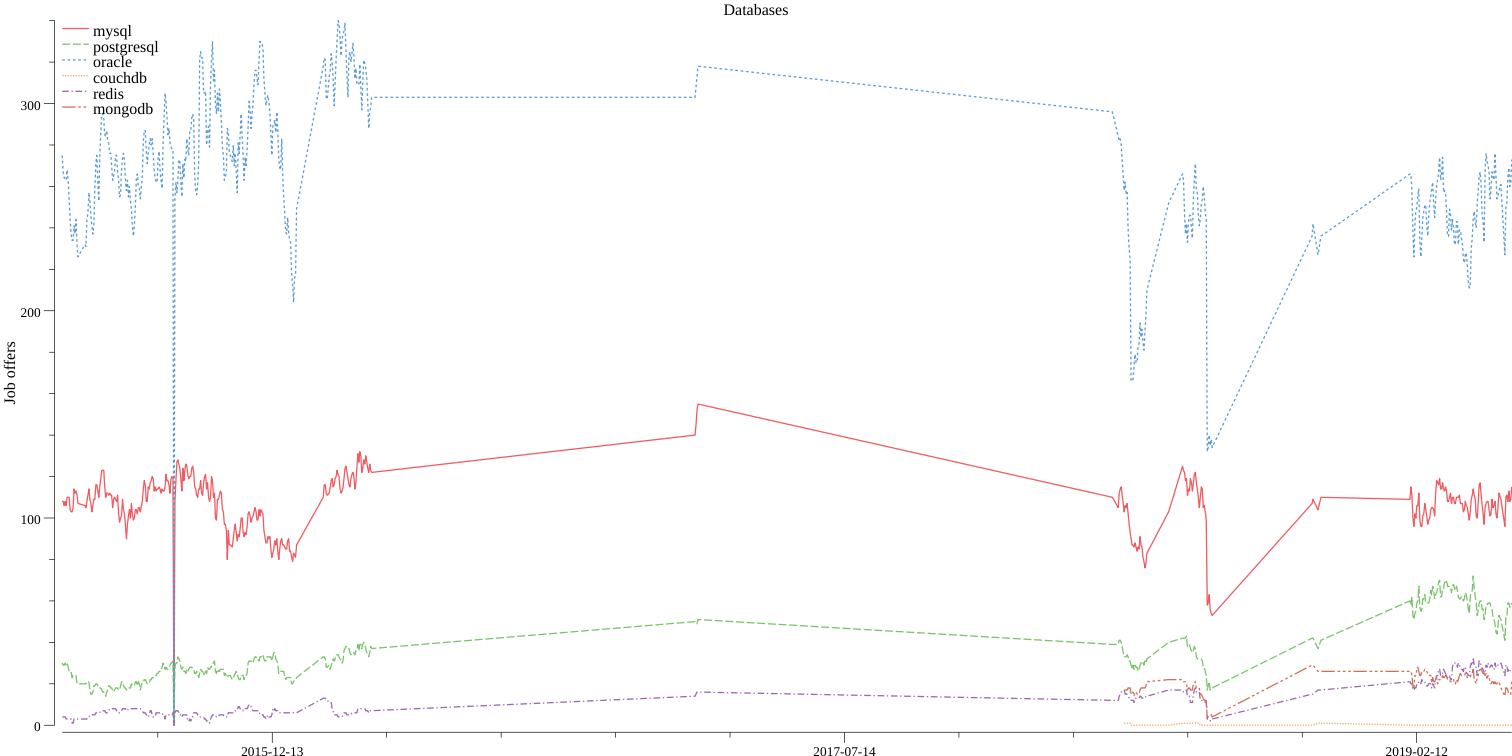 Databases
mysql
postgresql
oracle
couchdb
redis
mongodb
300
200
100
0
Job offers
2015-12-13
2017-07-14
2019-02-12